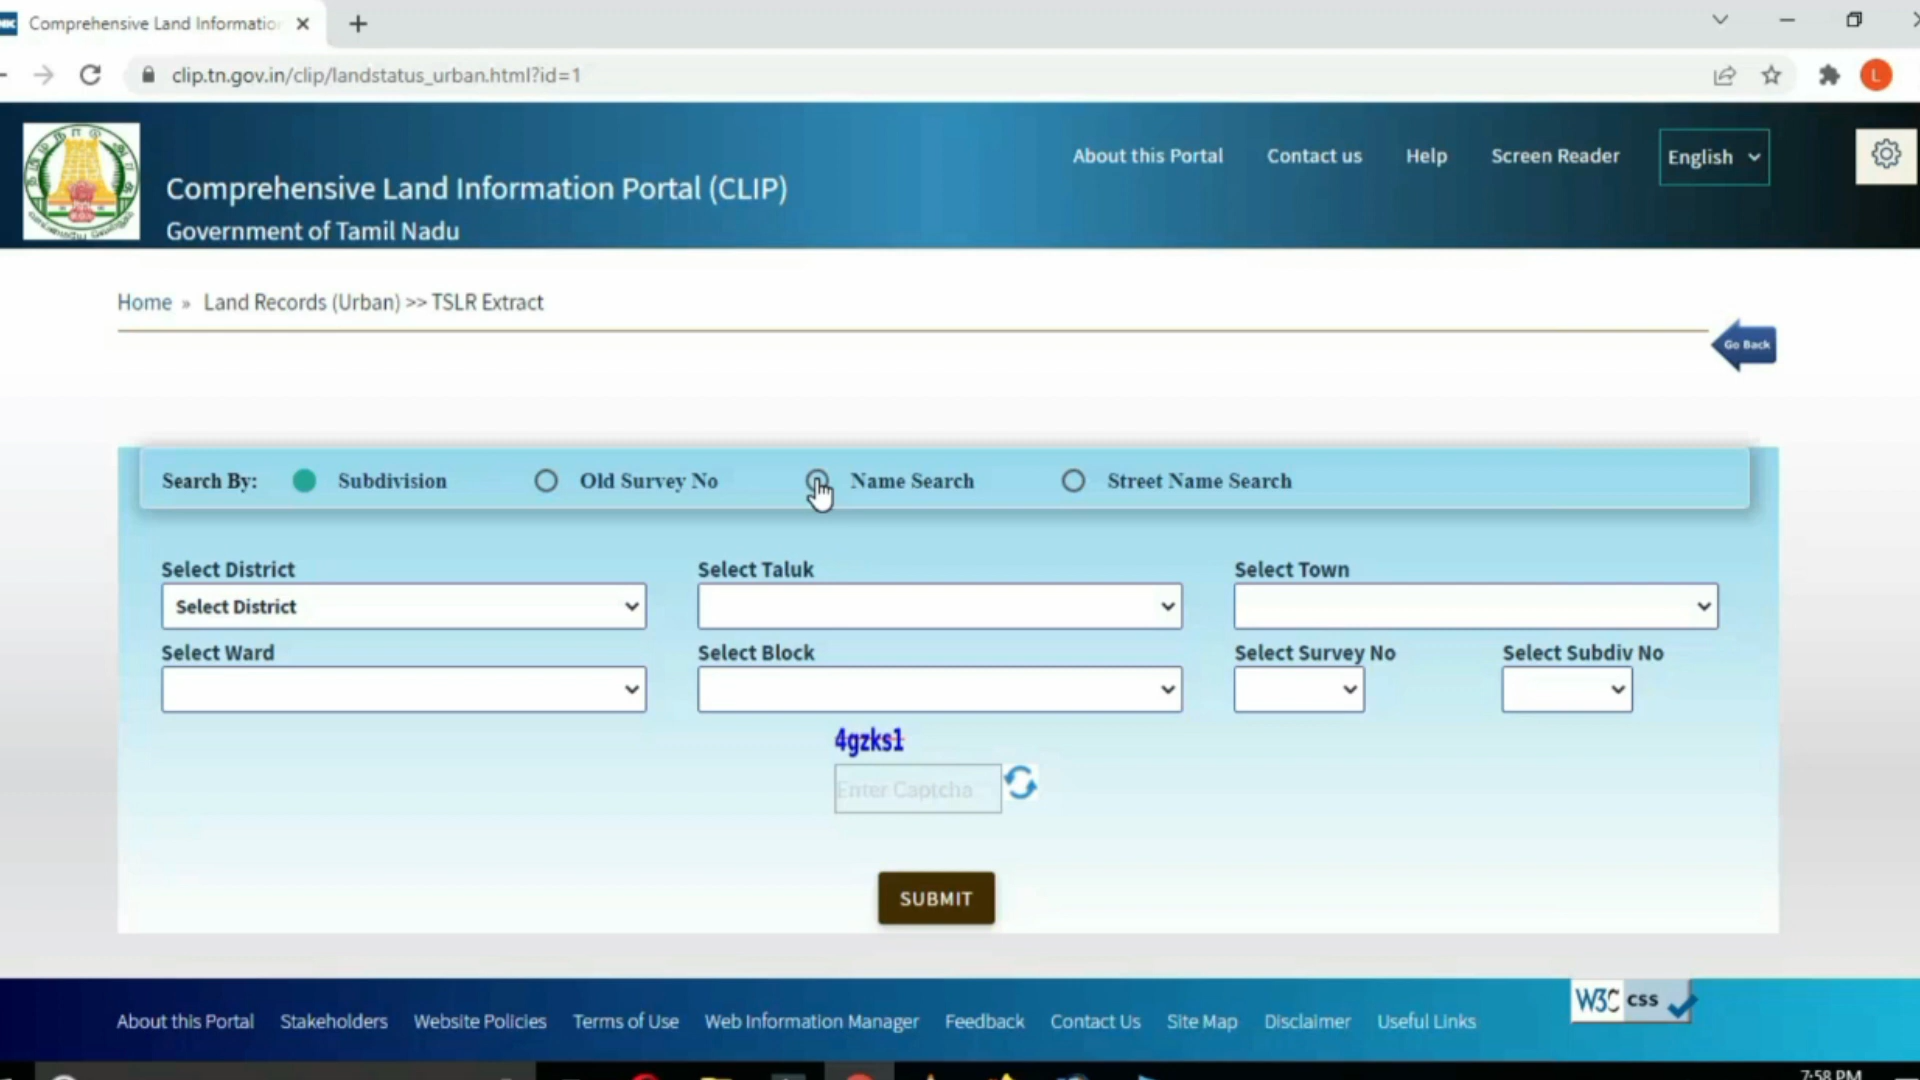 Comprehensive Land Informatio
clip.tn.gov.in/clip/landstatus_urban.html?id=1
L
About this Portal Contact us Help Screen Reader English
Comprehensive Land Information Portal (CLIP)
Government of Tamil Nadu
Home » Land Records (Urban) >> TSLR Extract
Go Back
Search By: Subdivision Old Survey No Name Search Street Name Search
Select District Select Taluk Select Town
Select District
Select Ward Select Block Select Survey No Select Subdiv No
4gzks1
Enter Captcha
SUBMIT
W3C css
About this Portal Stakeholders Website Policies Terms of Use Web Information Manager Feedback Contact Us Site Map Disclaimer Useful Links
7:58 PM